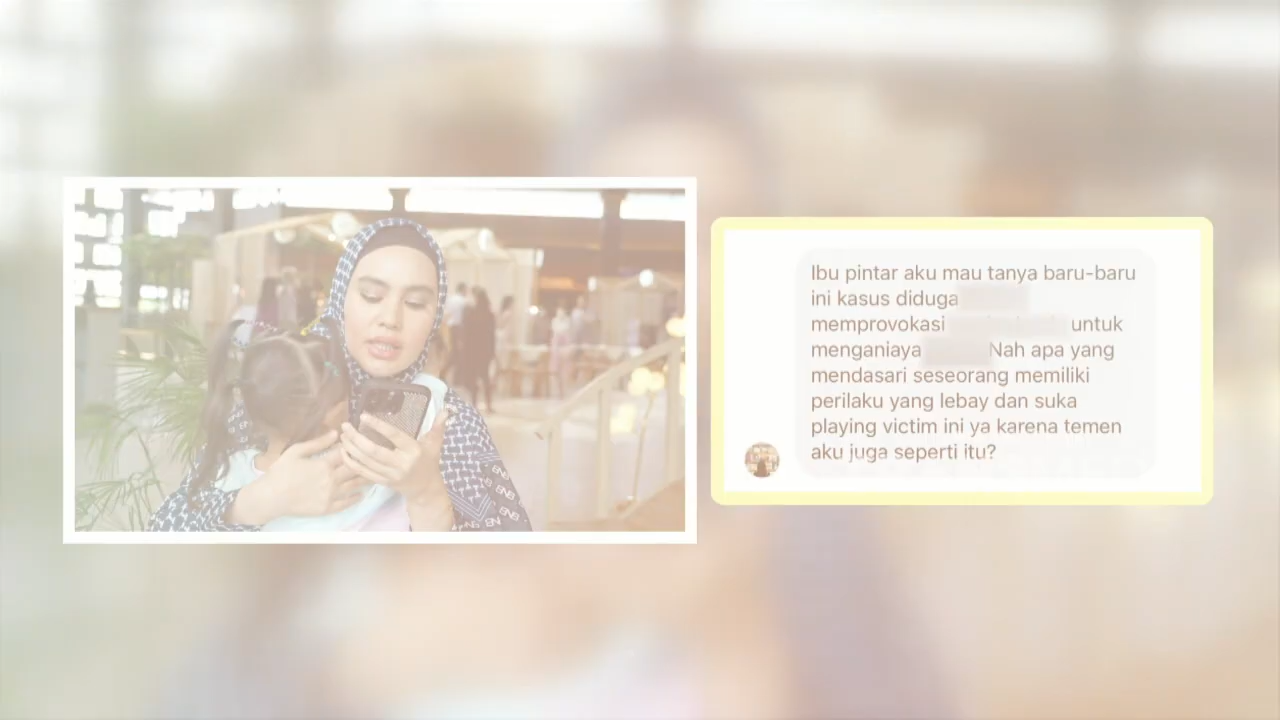 Ibu pintar aku mau tanya baru-baru
ini kasus diduga
memprovokasi untuk
menganiaya Nah apa yang
mendasari seseorang memiliki
perilaku yang lebay dan suka
playing victim ini ya karena temen
aku juga seperti itu?